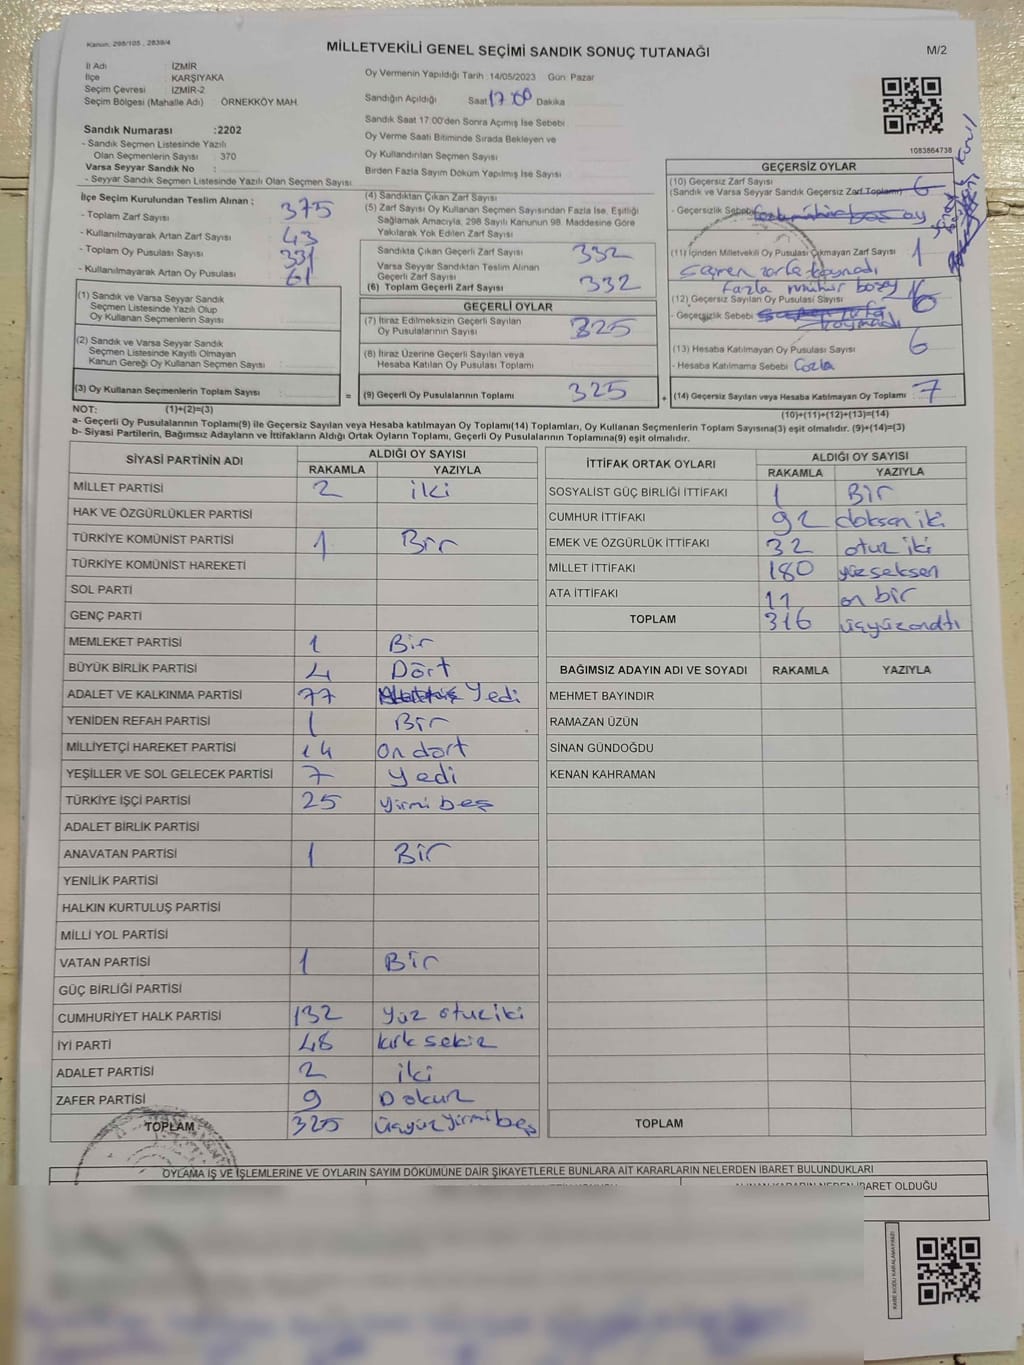 Kanun, 298/105 , 2839/4
MİLLETVEKİLİ GENEL SEÇİMİ SANDIK SONUÇ TUTANAĞI
M/2
İl Adı : İZMİR
İlçe : KARŞIYAKA
Seçim Çevresi : İZMİR-2
Seçim Bölgesi (Mahalle Adı) : ÖRNEKKÖY MAH.
Sandık Numarası :2202
- Sandık Seçmen Listesinde Yazılı
Olan Seçmenlerin Sayısı : 370
Varsa Seyyar Sandık No :
- Seyyar Sandık Seçmen Listesinde Yazılı Olan Seçmen Sayısı
Oy Vermenin Yapıldığı Tarih : 14/05/2023 Gün: Pazar
Sandığın Açıldığı Saat 17 00 Dakika
Sandık Saat 17:00'den Sonra Açımış İse Sebebi
Oy Verme Saati Bitiminde Sırada Bekleyen ve
Oy Kullandırılan Seçmen Sayısı
Birden Fazla Sayım Döküm Yapılmış İse Sayısı
1083864738
İlçe Seçim Kurulundan Teslim Alınan ;
- Toplam Zarf Sayısı : 375
- Kullanılmayarak Artan Zarf Sayısı : 43
- Toplam Oy Pusulası Sayısı : 331
- Kullanılmayarak Artan Oy Pusulası : 61
(1) Sandık ve Varsa Seyyar Sandık
Seçmen Listesinde Yazılı Olup
Oy Kullanan Seçmenlerin Sayısı :
(2) Sandık ve Varsa Seyyar Sandık
Seçmen Listesinde Kayıtlı Olmayan
Kanun Gereği Oy Kullanan Seçmen Sayısı :
(3) Oy Kullanan Seçmenlerin Toplam Sayısı :
(4) Sandıktan Çıkan Zarf Sayısı
(5) Zarf Sayısı Oy Kullanan Seçmen Sayısından Fazla İse, Eşitliği
Sağlamak Amacıyla, 298 Sayılı Kanunun 98. Maddesine Göre
Yakılarak Yok Edilen Zarf Sayısı
Sandıkta Çıkan Geçerli Zarf Sayısı 332
Varsa Seyyar Sandıktan Teslim Alınan
Geçerli Zarf Sayısı
(6) Toplam Geçerli Zarf Sayısı 332
GEÇERLİ OYLAR
(7) İtiraz Edilmeksizin Geçerli Sayılan
Oy Pusulalarının Sayısı : 325
(8) İtiraz Üzerine Geçerli Sayılan veya
Hesaba Katılan Oy Pusulası Toplamı :
= (9) Geçerli Oy Pusulalarının Toplamı : 325
GEÇERSİZ OYLAR
(10) Geçersiz Zarf Sayısı
(Sandık ve Varsa Seyyar Sandık Geçersiz Zarf Toplamı) 6
- Geçersizlik Sebebi fazla mühür boş oy
(11) İçinden Milletvekili Oy Pusulası Çıkmayan Zarf Sayısı 1
seçmen zarfa koymadı
fazla mühür bozey
(12) Geçersiz Sayılan Oy Pusulası Sayısı 6
- Geçersizlik Sebebi koymadı
(13) Hesaba Katılmayan Oy Pusulası Sayısı 6
- Hesaba Katılmama Sebebi fazla
+ (14) Geçersiz Sayılan veya Hesaba Katılmayan Oy Toplamı : 7
NOT: (1)+(2)=(3)
(10)+(11)+(12)+(13)=(14)
a- Geçerli Oy Pusulalarının Toplamı(9) ile Geçersiz Sayılan veya Hesaba Katılmayan Oy Toplamı(14) Toplamları, Oy Kullanan Seçmenlerin Toplam Sayısına(3) eşit olmalıdır. (9)+(14)=(3)
b- Siyasi Partilerin, Bağımsız Adayların ve İttifakların Aldığı Ortak Oyların Toplamı, Geçerli Oy Pusulalarının Toplamına(9) eşit olmalıdır.
SİYASİ PARTİNİN ADI ALDIĞI OY SAYISI
RAKAMLA YAZIYLA
MİLLET PARTİSİ 2 iki
HAK VE ÖZGÜRLÜKLER PARTİSİ
TÜRKİYE KOMÜNİST PARTİSİ 1 Bir
TÜRKİYE KOMÜNİST HAREKETİ
SOL PARTİ
GENÇ PARTİ
MEMLEKET PARTİSİ 1 Bir
BÜYÜK BİRLİK PARTİSİ 4 Dört
ADALET VE KALKINMA PARTİSİ 77 Yedi
YENİDEN REFAH PARTİSİ 1 Bir
MİLLİYETÇİ HAREKET PARTİSİ 14 On dört
YEŞİLLER VE SOL GELECEK PARTİSİ 7 yedi
TÜRKİYE İŞÇİ PARTİSİ 25 yirmi beş
ADALET BİRLİK PARTİSİ
ANAVATAN PARTİSİ 1 Bir
YENİLİK PARTİSİ
HALKIN KURTULUŞ PARTİSİ
MİLLİ YOL PARTİSİ
VATAN PARTİSİ 1 Bir
GÜÇ BİRLİĞİ PARTİSİ
CUMHURİYET HALK PARTİSİ 132 yüz otuz iki
İYİ PARTİ 48 kırk sekiz
ADALET PARTİSİ 2 iki
ZAFER PARTİSİ 9 Dokuz
TOPLAM 325 üçyüz yirmi beş
İTTİFAK ORTAK OYLARI ALDIĞI OY SAYISI
RAKAMLA YAZIYLA
SOSYALİST GÜÇ BİRLİĞİ İTTİFAKI 1 Bir
CUMHUR İTTİFAKI 92 doksan iki
EMEK VE ÖZGÜRLÜK İTTİFAKI 32 otuz iki
MİLLET İTTİFAKI 180 yüz seksen
ATA İTTİFAKI 11 on bir
TOPLAM 316 üçyüz onaltı
BAĞIMSIZ ADAYIN ADI VE SOYADI RAKAMLA YAZIYLA
MEHMET BAYINDIR
RAMAZAN ÜZÜN
SİNAN GÜNDOĞDU
KENAN KAHRAMAN
TOPLAM
OYLAMA İŞ VE İŞLEMLERİNE VE OYLARIN SAYIM DÖKÜMÜNE DAİR ŞİKAYETLERLE BUNLARA AİT KARARLARIN NELERDEN İBARET BULUNDUKLARI
ALINAN KARARIN NEDEN İBARET OLDUĞU
KARE KODU KARALAMAYINIZ!